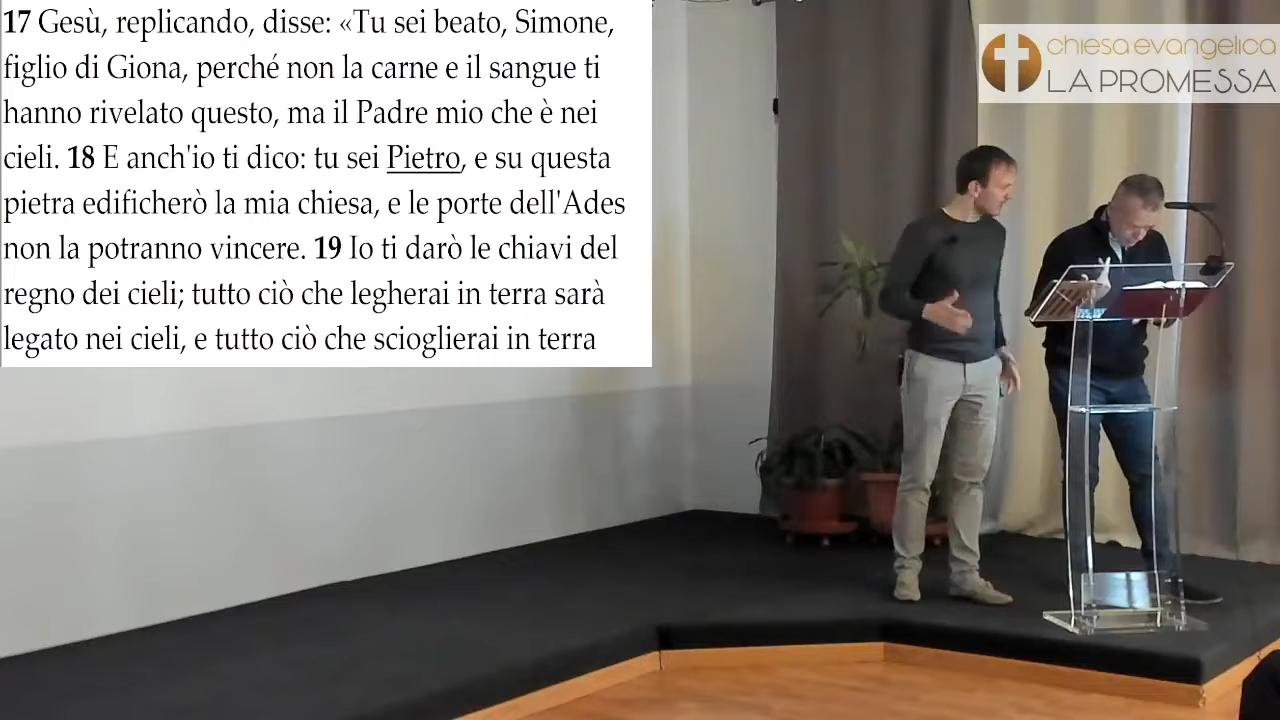 17 Gesù, replicando, disse: «Tu sei beato, Simone,
figlio di Giona, perché non la carne e il sangue ti
hanno rivelato questo, ma il Padre mio che è nei
cieli. 18 E anch'io ti dico: tu sei Pietro, e su questa
pietra edificherò la mia chiesa, e le porte dell'Ades
non la potranno vincere. 19 Io ti darò le chiavi del
regno dei cieli; tutto ciò che legherai in terra sarà
legato nei cieli, e tutto ciò che scioglierai in terra
chiesa evangelica
LA PROMESSA